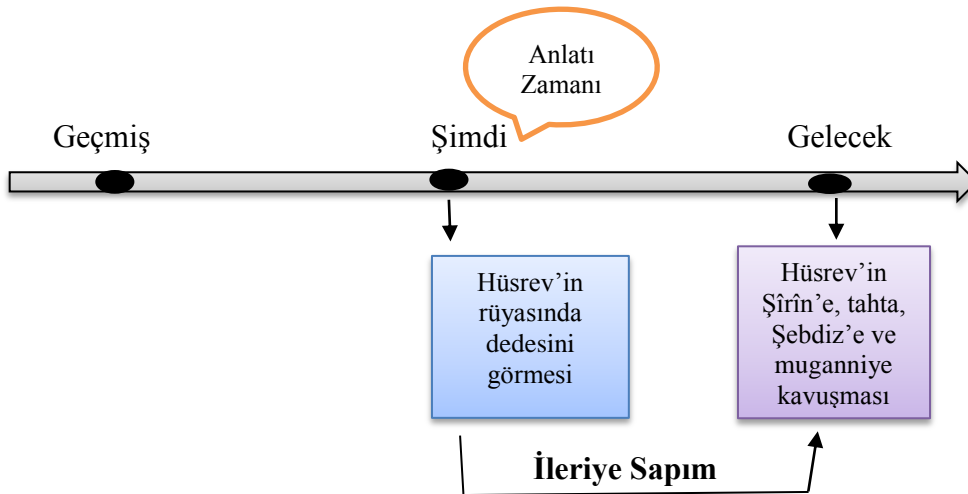 Anlatı
Zamanı
Geçmiş
Şimdi
Gelecek
Hüsrev’in
rüyasında
dedesini
görmesi
Hüsrev’in
Şîrîn’e, tahta,
Şebdiz’e ve
muganniye
kavuşması
İleriye Sapım